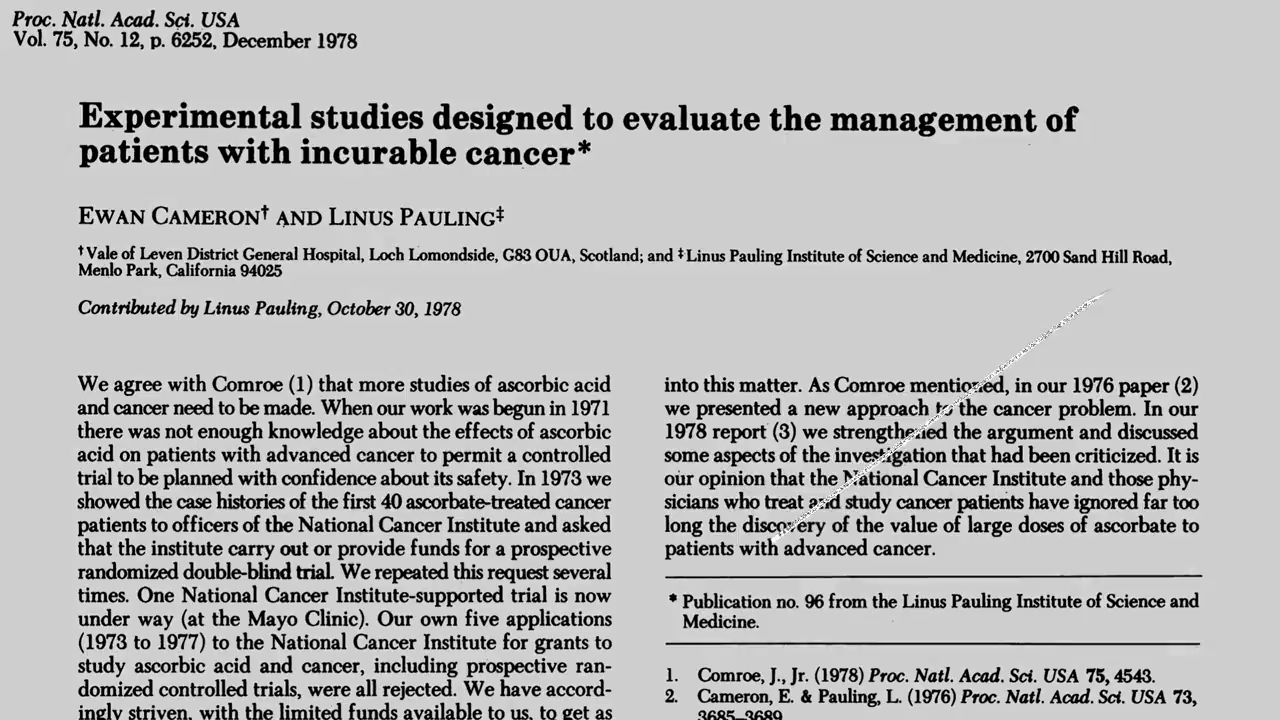 Proc. Natl. Acad. Sci. USA
Vol. 75, No. 12, p. 6252, December 1978
Experimental studies designed to evaluate the management of
patients with incurable cancer*
EWAN CAMERON† AND LINUS PAULING‡
†Vale of Leven District General Hospital, Loch Lomondside, G83 OUA, Scotland; and ‡Linus Pauling Institute of Science and Medicine, 2700 Sand Hill Road,
Menlo Park, California 94025
Contributed by Linus Pauling, October 30, 1978
We agree with Comroe (1) that more studies of ascorbic acid
and cancer need to be made. When our work was begun in 1971
there was not enough knowledge about the effects of ascorbic
acid on patients with advanced cancer to permit a controlled
trial to be planned with confidence about its safety. In 1973 we
showed the case histories of the first 40 ascorbate-treated cancer
patients to officers of the National Cancer Institute and asked
that the institute carry out or provide funds for a prospective
randomized double-blind trial. We repeated this request several
times. One National Cancer Institute-supported trial is now
under way (at the Mayo Clinic). Our own five applications
(1973 to 1977) to the National Cancer Institute for grants to
study ascorbic acid and cancer, including prospective ran-
domized controlled trials, were all rejected. We have accord-
ingly striven, with the limited funds available to us, to get as
into this matter. As Comroe mentioned, in our 1976 paper (2)
we presented a new approach to the cancer problem. In our
1978 report (3) we strengthened the argument and discussed
some aspects of the investigation that had been criticized. It is
our opinion that the National Cancer Institute and those phy-
sicians who treat and study cancer patients have ignored far too
long the discovery of the value of large doses of ascorbate to
patients with advanced cancer.
* Publication no. 96 from the Linus Pauling Institute of Science and
Medicine.
1. Comroe, J., Jr. (1978) Proc. Natl. Acad. Sci. USA 75, 4543.
2. Cameron, E. & Pauling, L. (1976) Proc. Natl. Acad. Sci. USA 73,
3685–3689.